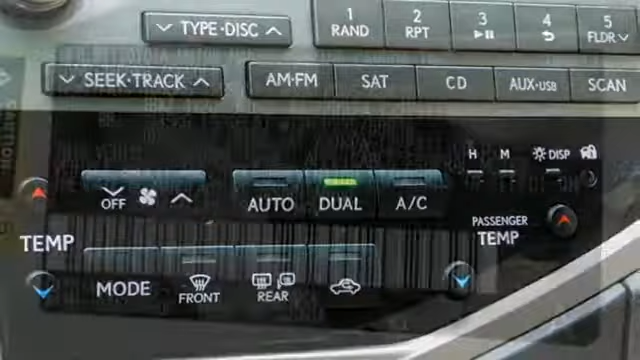 TYPE·DISC
1 2 3 4 5
RAND RPT FLDR
SEEK·TRACK AM·FM SAT CD AUX·USB SCAN
H M DISP
OFF AUTO DUAL A/C
PASSENGER
TEMP TEMP
MODE FRONT REAR